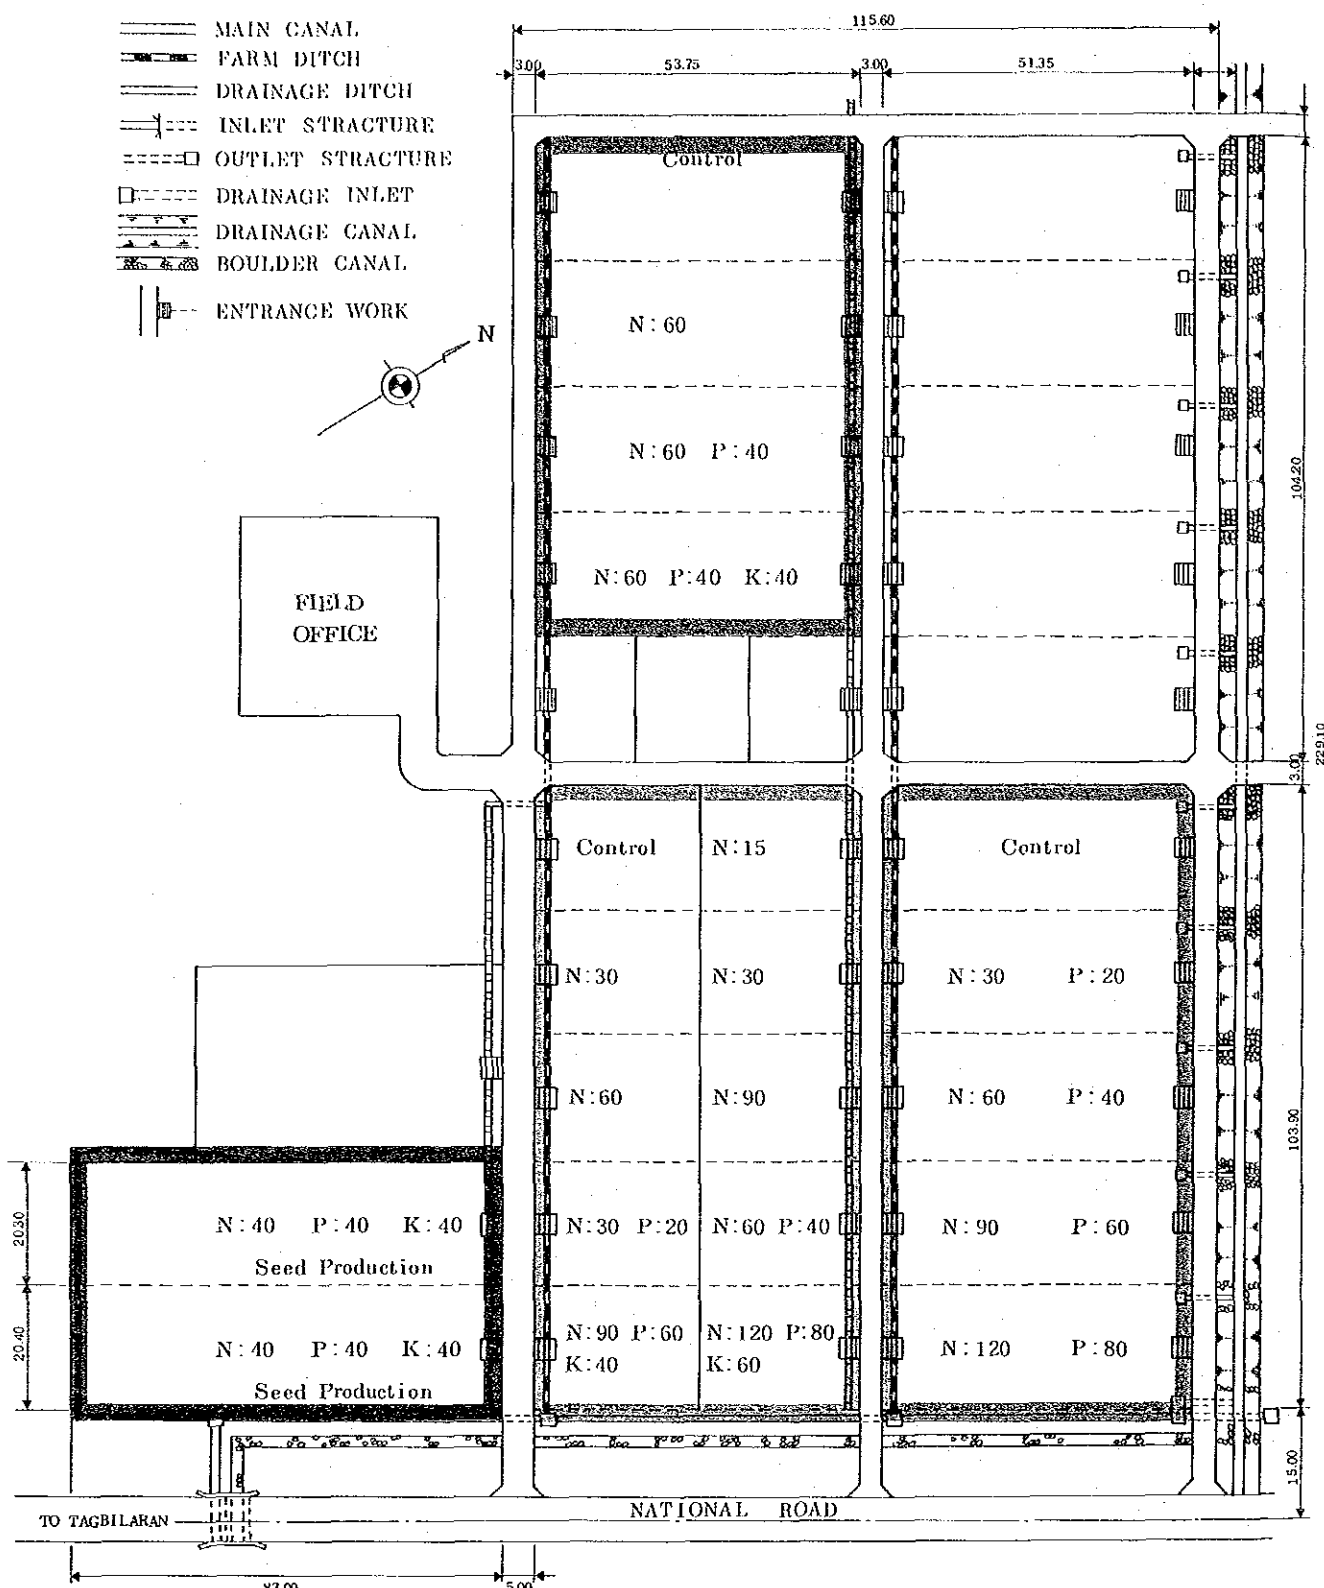 MAIN CANAL
FARM DITCH
DRAINAGE DITCH
INLET STRACTURE
OUTLET STRACTURE
DRAINAGE INLET
DRAINAGE CANAL
BOULDER CANAL
ENTRANCE WORK
N
115.60
3.00 53.75 3.00 51.35
Control
N:60
N:60 P:40
N:60 P:40 K:40
104.20
FIELD
OFFICE
3.00
229.10
Control N:15 Control
N:30 N:30 N:30 P:20
N:60 N:90 N:60 P:40
103.90
N:40 P:40 K:40 N:30 P:20 N:60 P:40 N:90 P:60
Seed Production
20.30
N:40 P:40 K:40 N:90 P:60 N:120 P:80 N:120 P:80
K:40 K:60
Seed Production
20.40
15.00
NATIONAL ROAD
TO TAGBILARAN
5.00